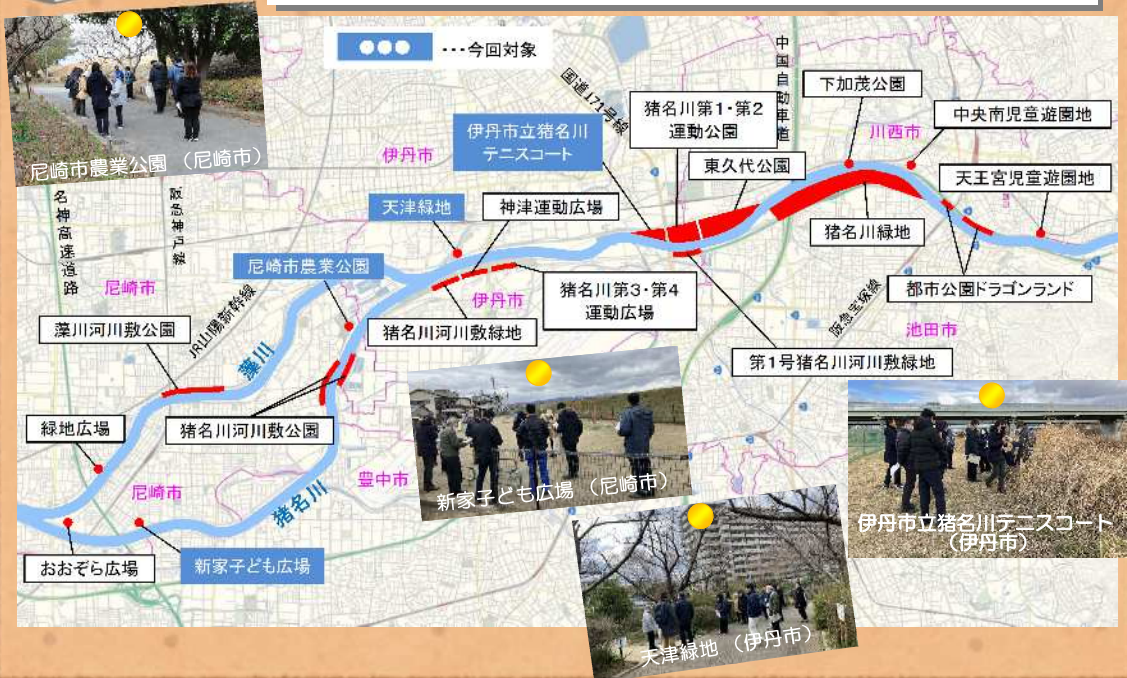 ●●● ・・・今回対象
尼崎市農業公園 (尼崎市)
名神高速道路
阪急神戸線
国道171号線
中国自動車道
伊丹市
伊丹市立猪名川
テニスコート
猪名川第1・第2
運動公園
東久代公園
下加茂公園
川西市
中央南児童遊園地
天王宮児童遊園地
天津緑地
神津運動広場
猪名川緑地
尼崎市農業公園
尼崎市
伊丹市
猪名川第3・第4
運動広場
都市公園ドラゴンランド
阪急宝塚線
池田市
藻川河川敷公園
JR山陽新幹線
猪名川河川敷緑地
第1号猪名川河川敷緑地
藻川
緑地広場
猪名川河川敷公園
豊中市
尼崎市
猪名川
新家子ども広場 (尼崎市)
伊丹市立猪名川テニスコート
(伊丹市)
おおぞら広場
新家子ども広場
天津緑地 (伊丹市)